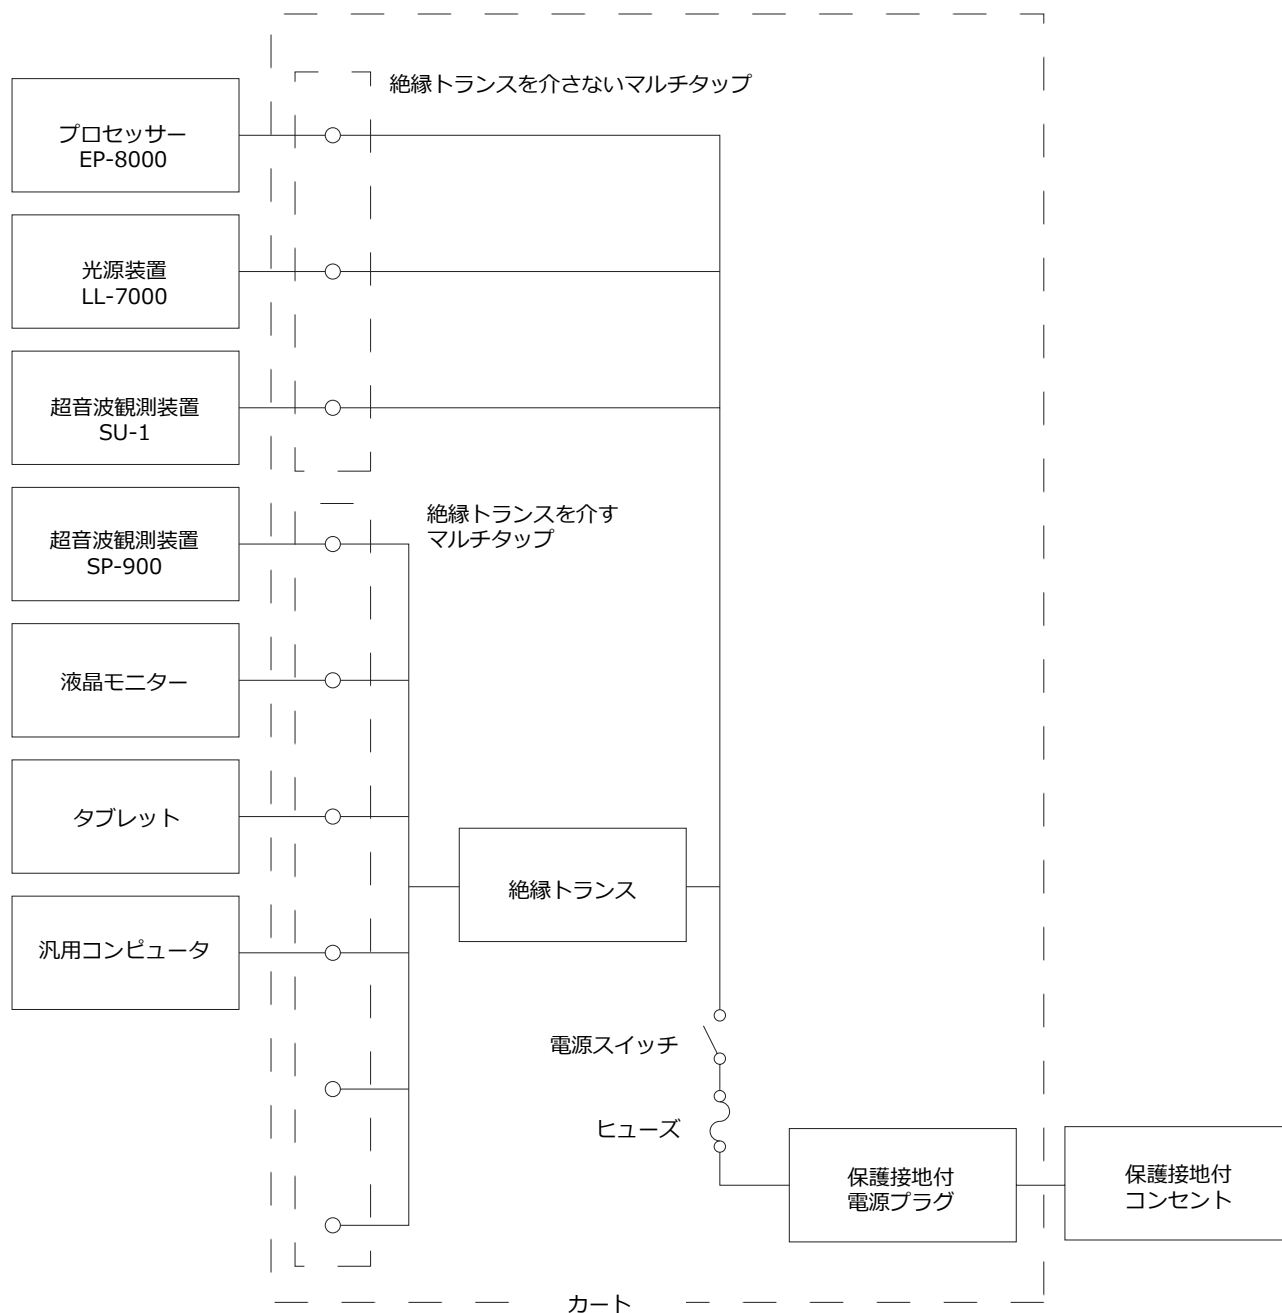 絶縁トランスを介さないマルチタップ
プロセッサー
EP-8000
光源装置
LL-7000
超音波観測装置
SU-1
絶縁トランスを介す
マルチタップ
超音波観測装置
SP-900
液晶モニター
タブレット
絶縁トランス
汎用コンピュータ
電源スイッチ
ヒューズ
保護接地付
電源プラグ
保護接地付
コンセント
カート